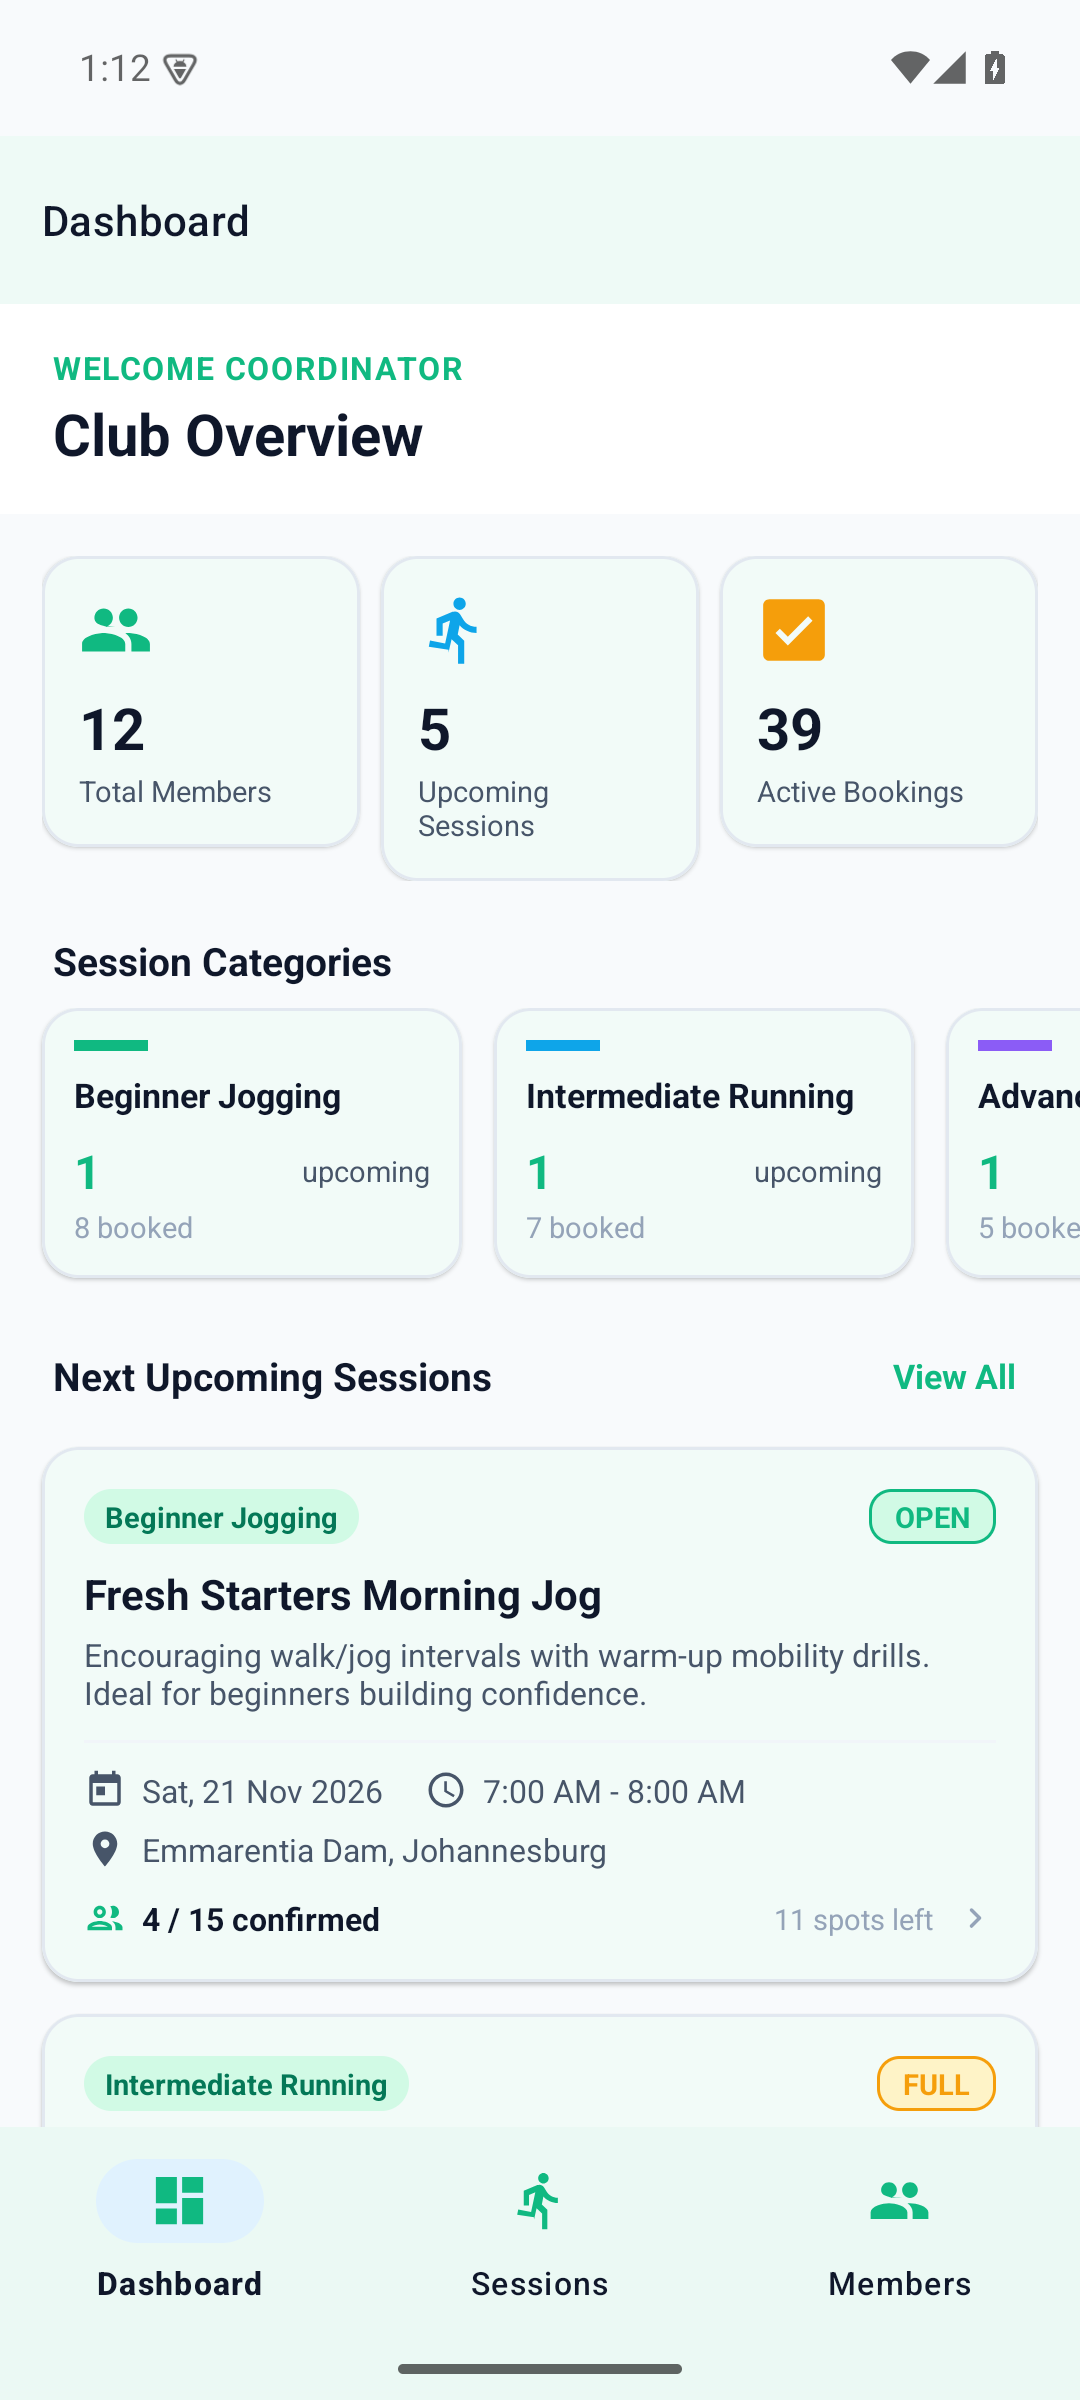 1:12
Dashboard
WELCOME COORDINATOR
Club Overview
12
Total Members
5
Upcoming
Sessions
39
Active Bookings
Session Categories
Beginner Jogging
1 upcoming
8 booked
Intermediate Running
1 upcoming
7 booked
Advanc
1
5 booke
Next Upcoming Sessions View All
Beginner Jogging OPEN
Fresh Starters Morning Jog
Encouraging walk/jog intervals with warm-up mobility drills.
Ideal for beginners building confidence.
Sat, 21 Nov 2026 7:00 AM - 8:00 AM
Emmarentia Dam, Johannesburg
4 / 15 confirmed 11 spots left
Intermediate Running FULL
Dashboard Sessions Members